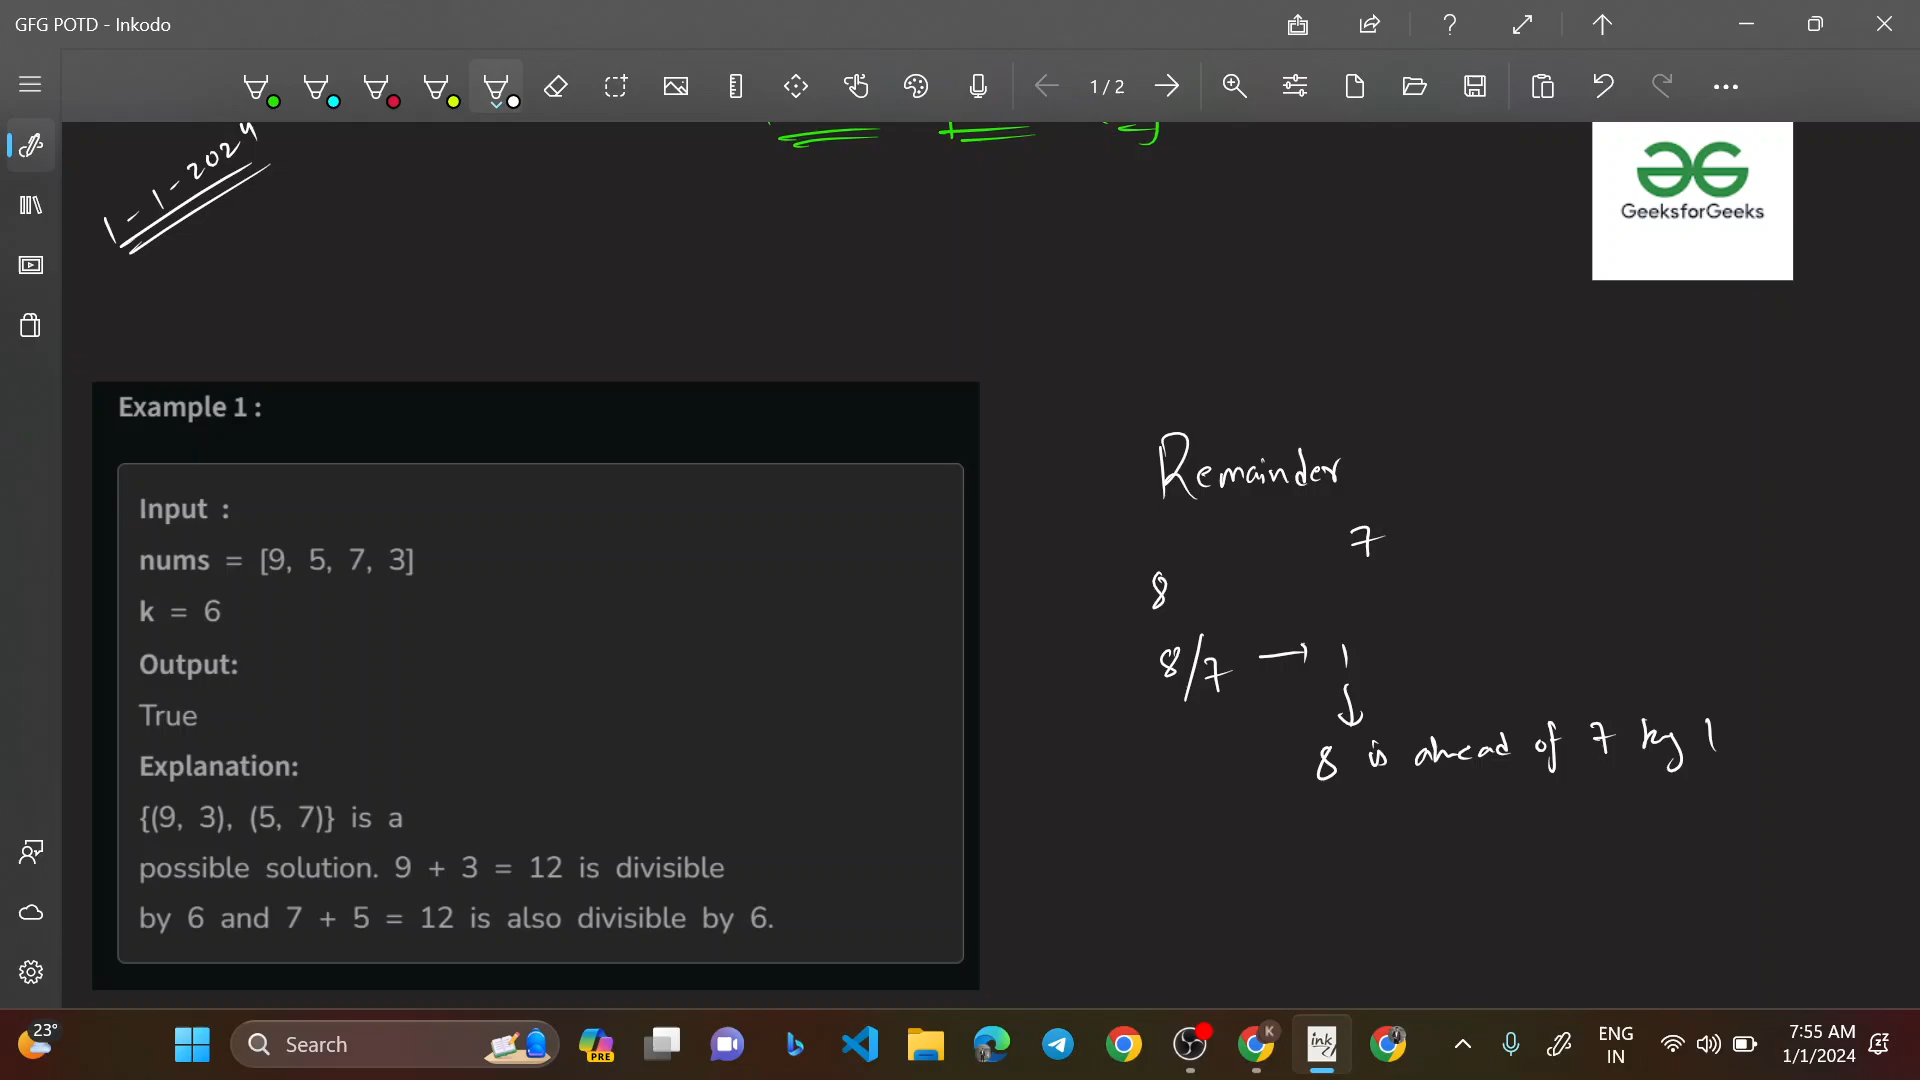 GFG POTD - Inkodo
1 / 2
1-1-2024
GeeksforGeeks
Example 1 :
Input :
nums = [9, 5, 7, 3]
k = 6
Output:
True
Explanation:
{(9, 3), (5, 7)} is a
possible solution. 9 + 3 = 12 is divisible
by 6 and 7 + 5 = 12 is also divisible by 6.
Remainder
7
8
8/7 → 1
↓
8 is ahead of 7 by 1
23°
Search
PRE
K
ink
ENG
IN
7:55 AM
1/1/2024